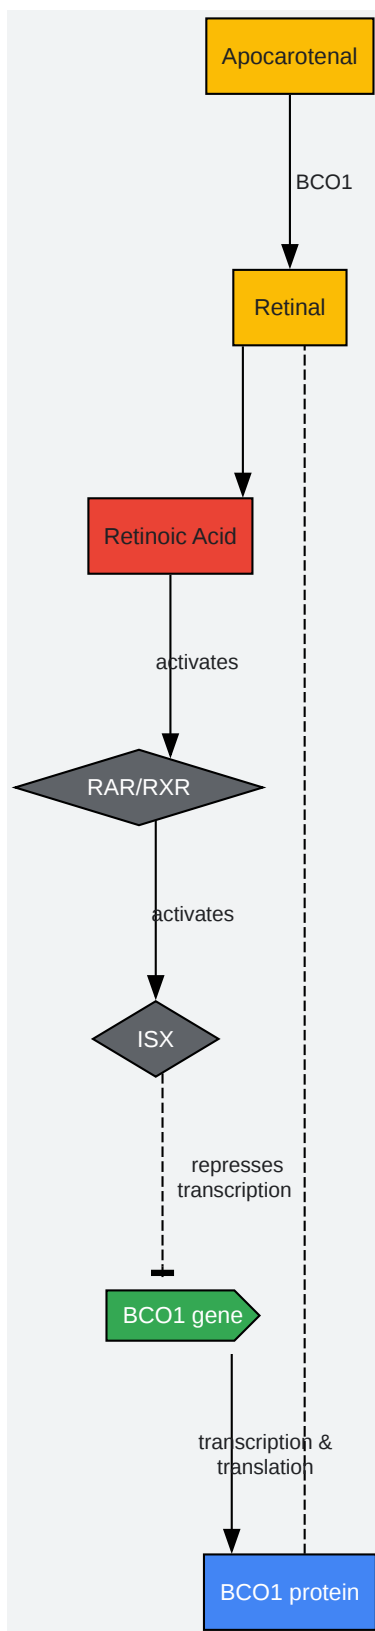 Apocarotenal
BCO1
Retinal
Retinoic Acid
activates
RAR/RXR
activates
ISX
represses
transcription
BCO1 gene
transcription &
translation
BCO1 protein